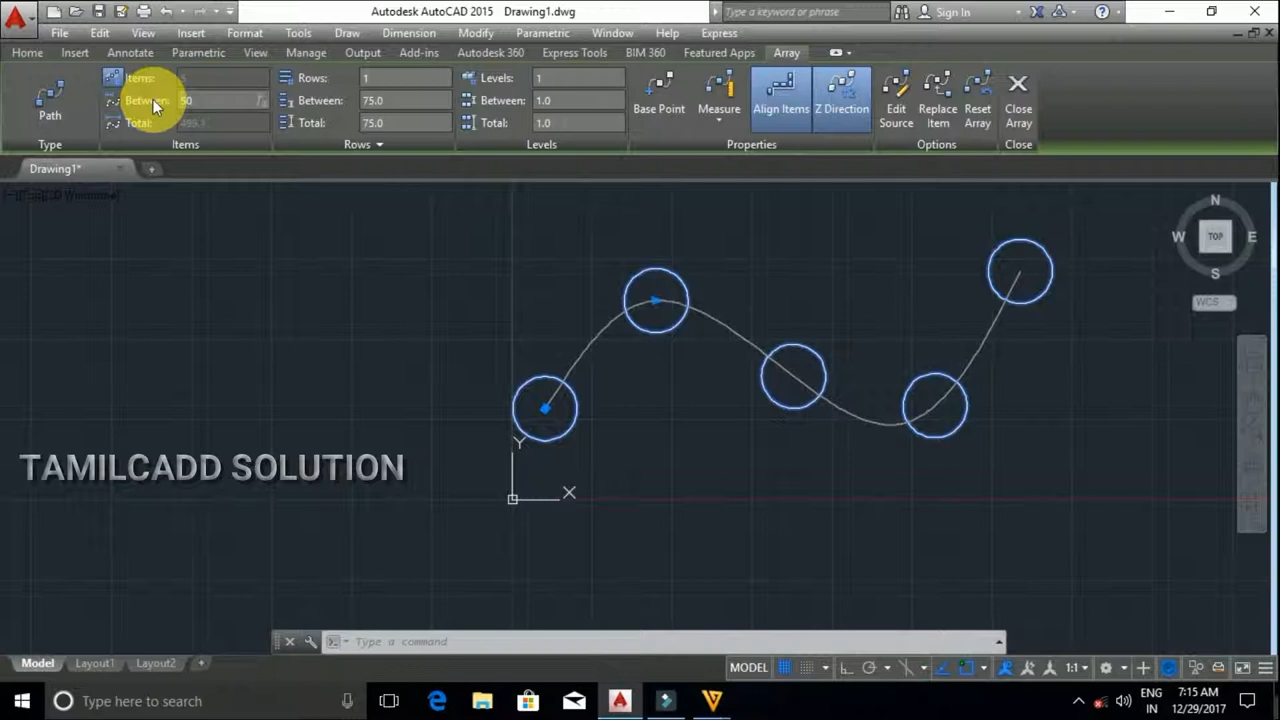 Autodesk AutoCAD 2015 Drawing1.dwg
Type a keyword or phrase
Sign In
File Edit View Insert Format Tools Draw Dimension Modify Parametric Window Help Express
Home Insert Annotate Parametric View Manage Output Add-ins Autodesk 360 Express Tools BIM 360 Featured Apps Array
Items: 5 Rows: 1 Levels: 1
Between: 50 Between: 75.0 Between: 1.0
Total: 499.1 Total: 75.0 Total: 1.0
Path
Base Point Measure Align Items Z Direction Edit Source Replace Item Reset Array Close Array
Type Items Rows Levels Properties Options Close
Drawing1*
N
W TOP E
S
WCS
TAMILCADD SOLUTION
Y
X
Type a command
Model Layout1 Layout2
MODEL 1:1
Type here to search
ENG 7:15 AM
IN 12/29/2017